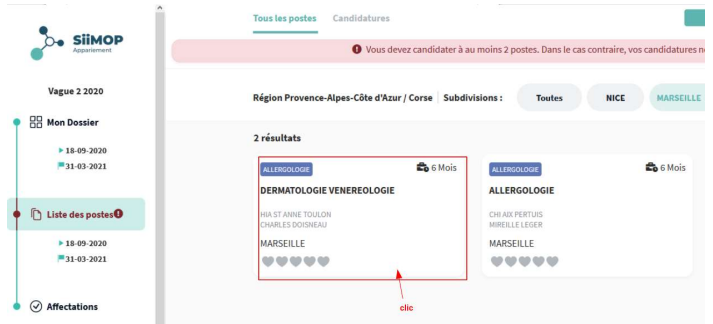 SiiMOP
Appariement
Vague 2 2020
Mon Dossier
18-09-2020
31-03-2021
Liste des postes
18-09-2020
31-03-2021
Affectations
Tous les postes Candidatures
Vous devez candidater à au moins 2 postes. Dans le cas contraire, vos candidatures n
Région Provence-Alpes-Côte d'Azur / Corse Subdivisions : Toutes NICE MARSEILLE
2 résultats
ALLERGOLOGIE 6 Mois
DERMATOLOGIE VENEREOLOGIE
HIA ST ANNE TOULON
CHARLES DOISNEAU
MARSEILLE
clic
ALLERGOLOGIE 6 Mois
ALLERGOLOGIE
CHI AIX PERTUIS
MIREILLE LEGER
MARSEILLE